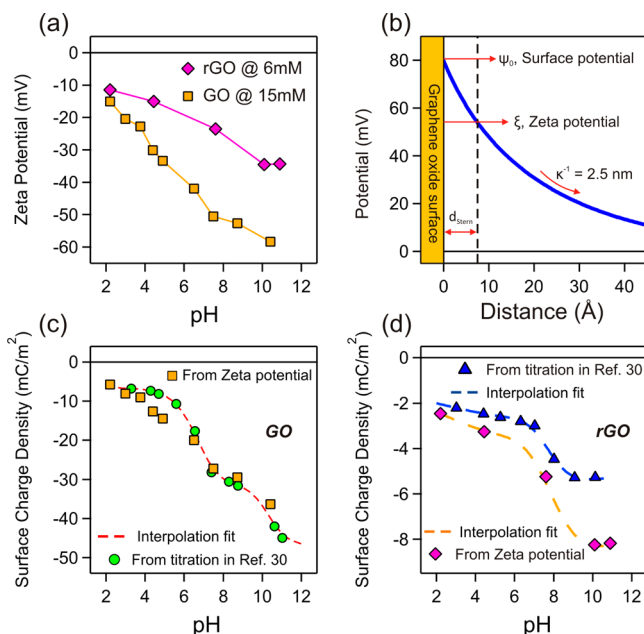 (a)
0
-10
-20
-30
-40
-50
-60
Zeta Potential (mV)
rGO @ 6mM
GO @ 15mM
0 2 4 6 8 10 12
pH
(b)
80
60
40
20
0
Potential (mV)
Graphene oxide surface
Ψ₀, Surface potential
ξ, Zeta potential
κ⁻¹ = 2.5 nm
dStern
0 10 20 30 40
Distance (Å)
(c)
0
-10
-20
-30
-40
-50
Surface Charge Density (mC/m²)
From Zeta potential
GO
Interpolation fit
From titration in Ref. 30
0 2 4 6 8 10 12
pH
(d)
0
-2
-4
-6
-8
Surface Charge Density (mC/m²)
From titration in Ref. 30
Interpolation fit
rGO
Interpolation fit
From Zeta potential
0 2 4 6 8 10 12
pH